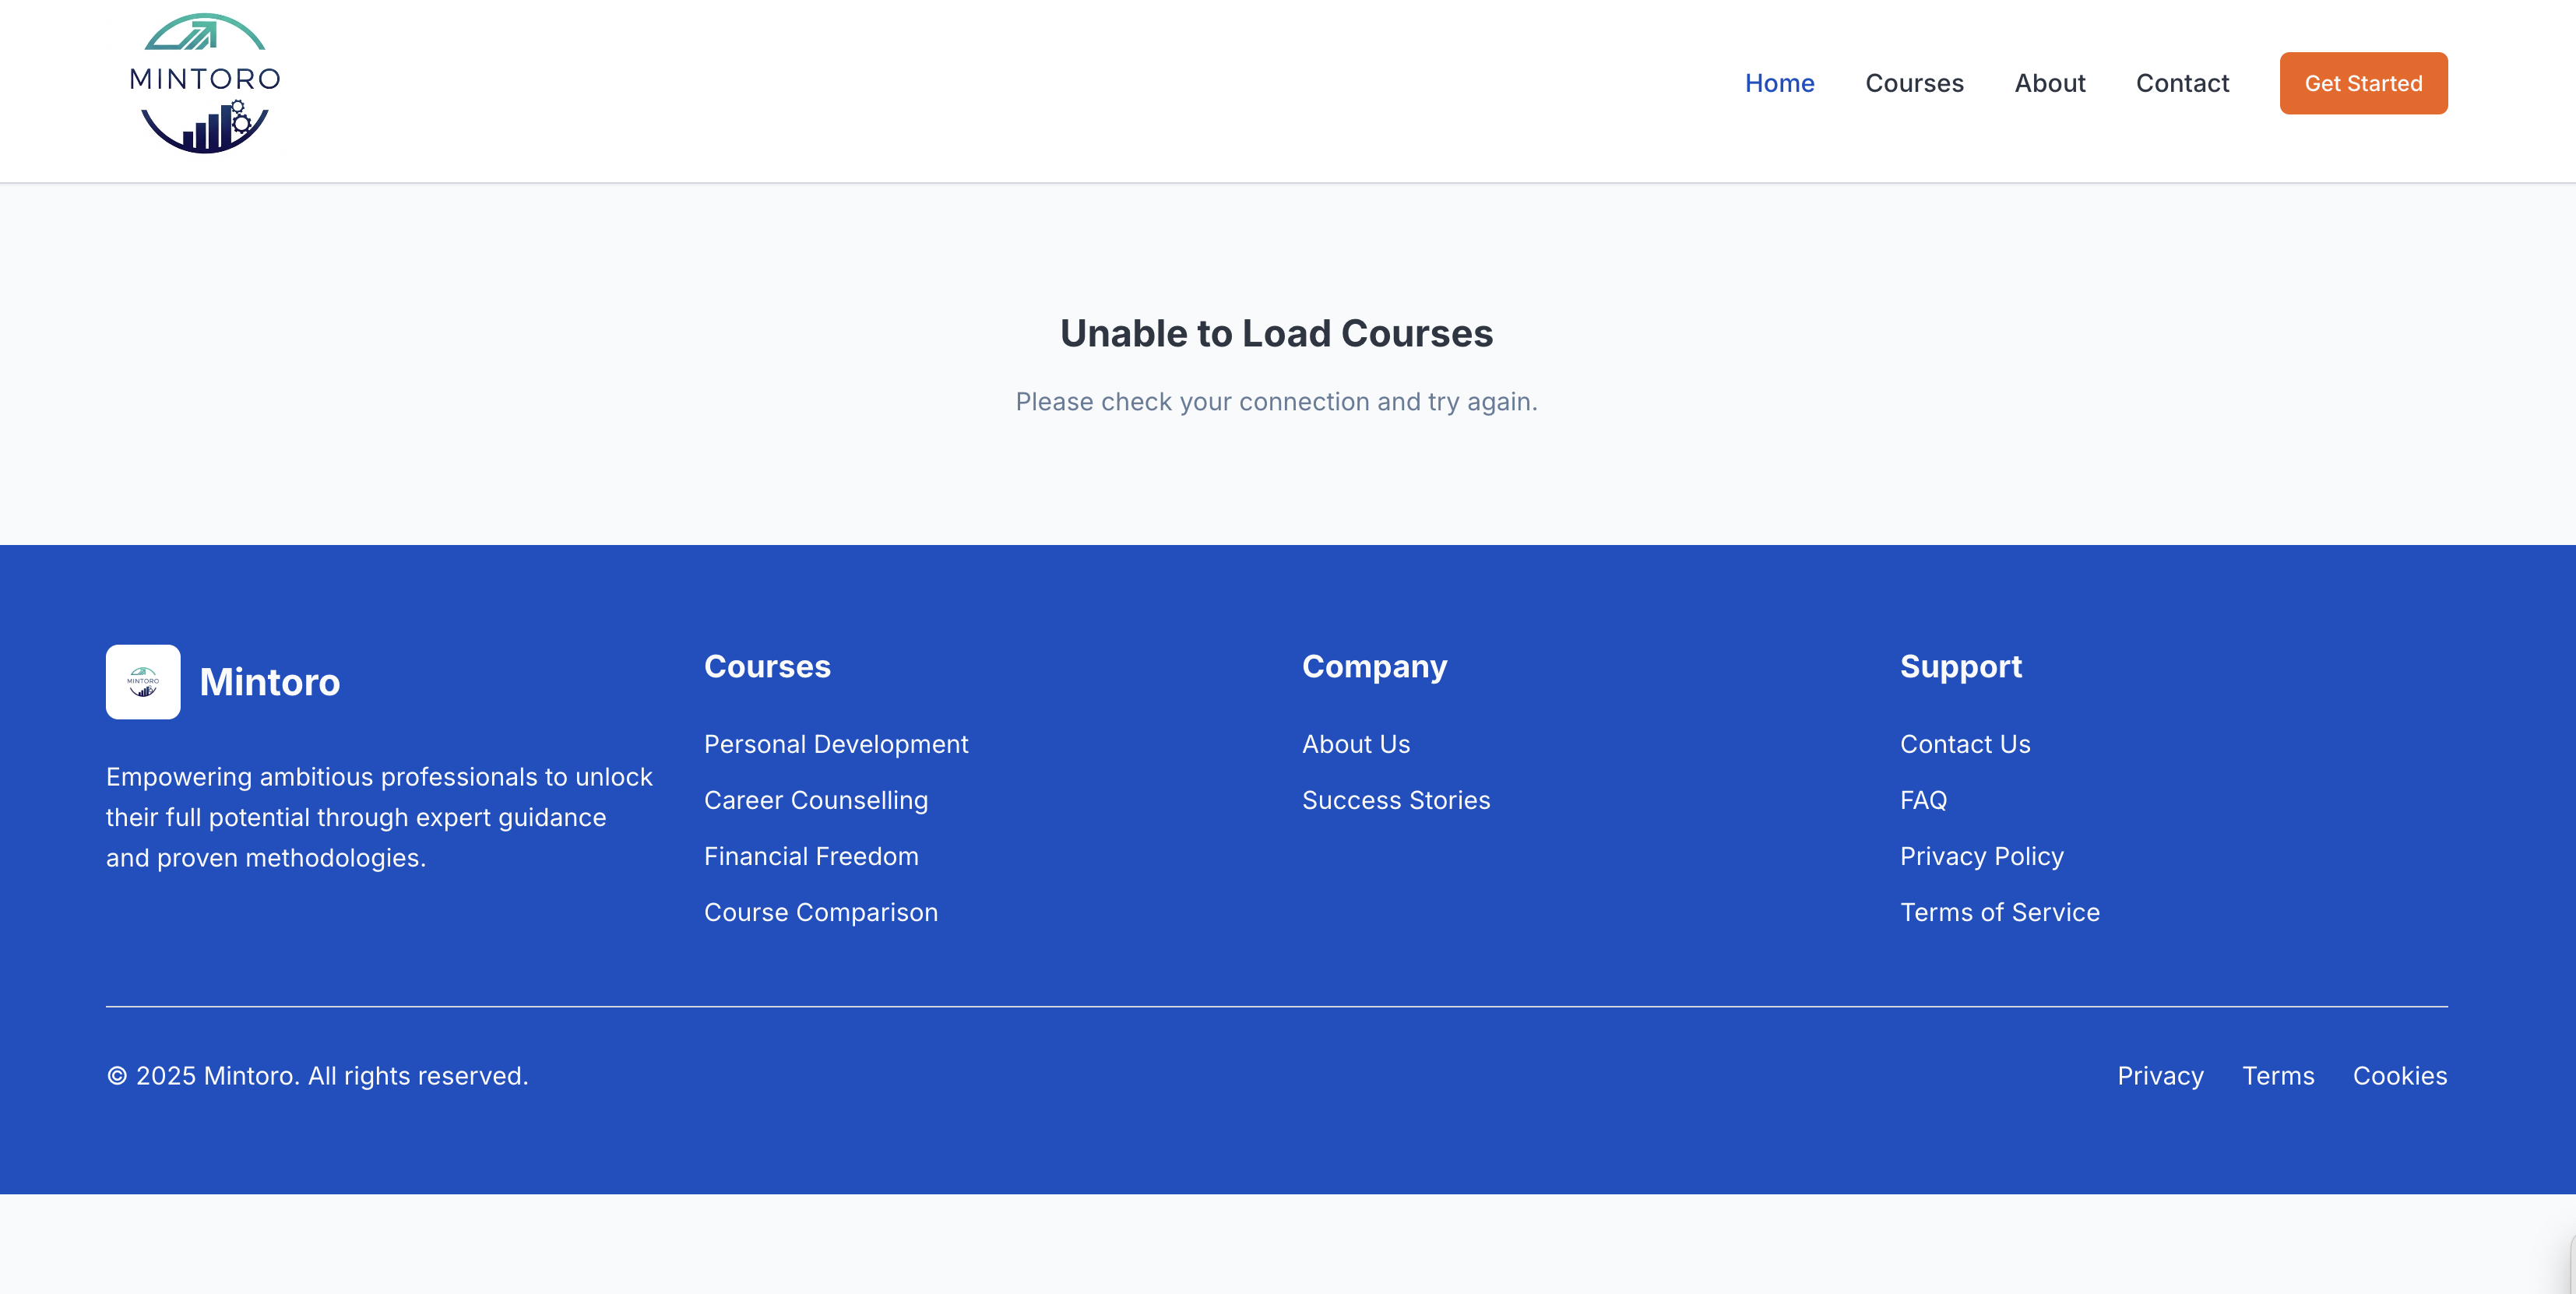 MINTORO
Home
Courses
About
Contact
Get Started
Unable to Load Courses
Please check your connection and try again.
MINTORO
Mintoro
Empowering ambitious professionals to unlock
their full potential through expert guidance
and proven methodologies.
Courses
Personal Development
Career Counselling
Financial Freedom
Course Comparison
Company
About Us
Success Stories
Support
Contact Us
FAQ
Privacy Policy
Terms of Service
© 2025 Mintoro. All rights reserved.
Privacy
Terms
Cookies